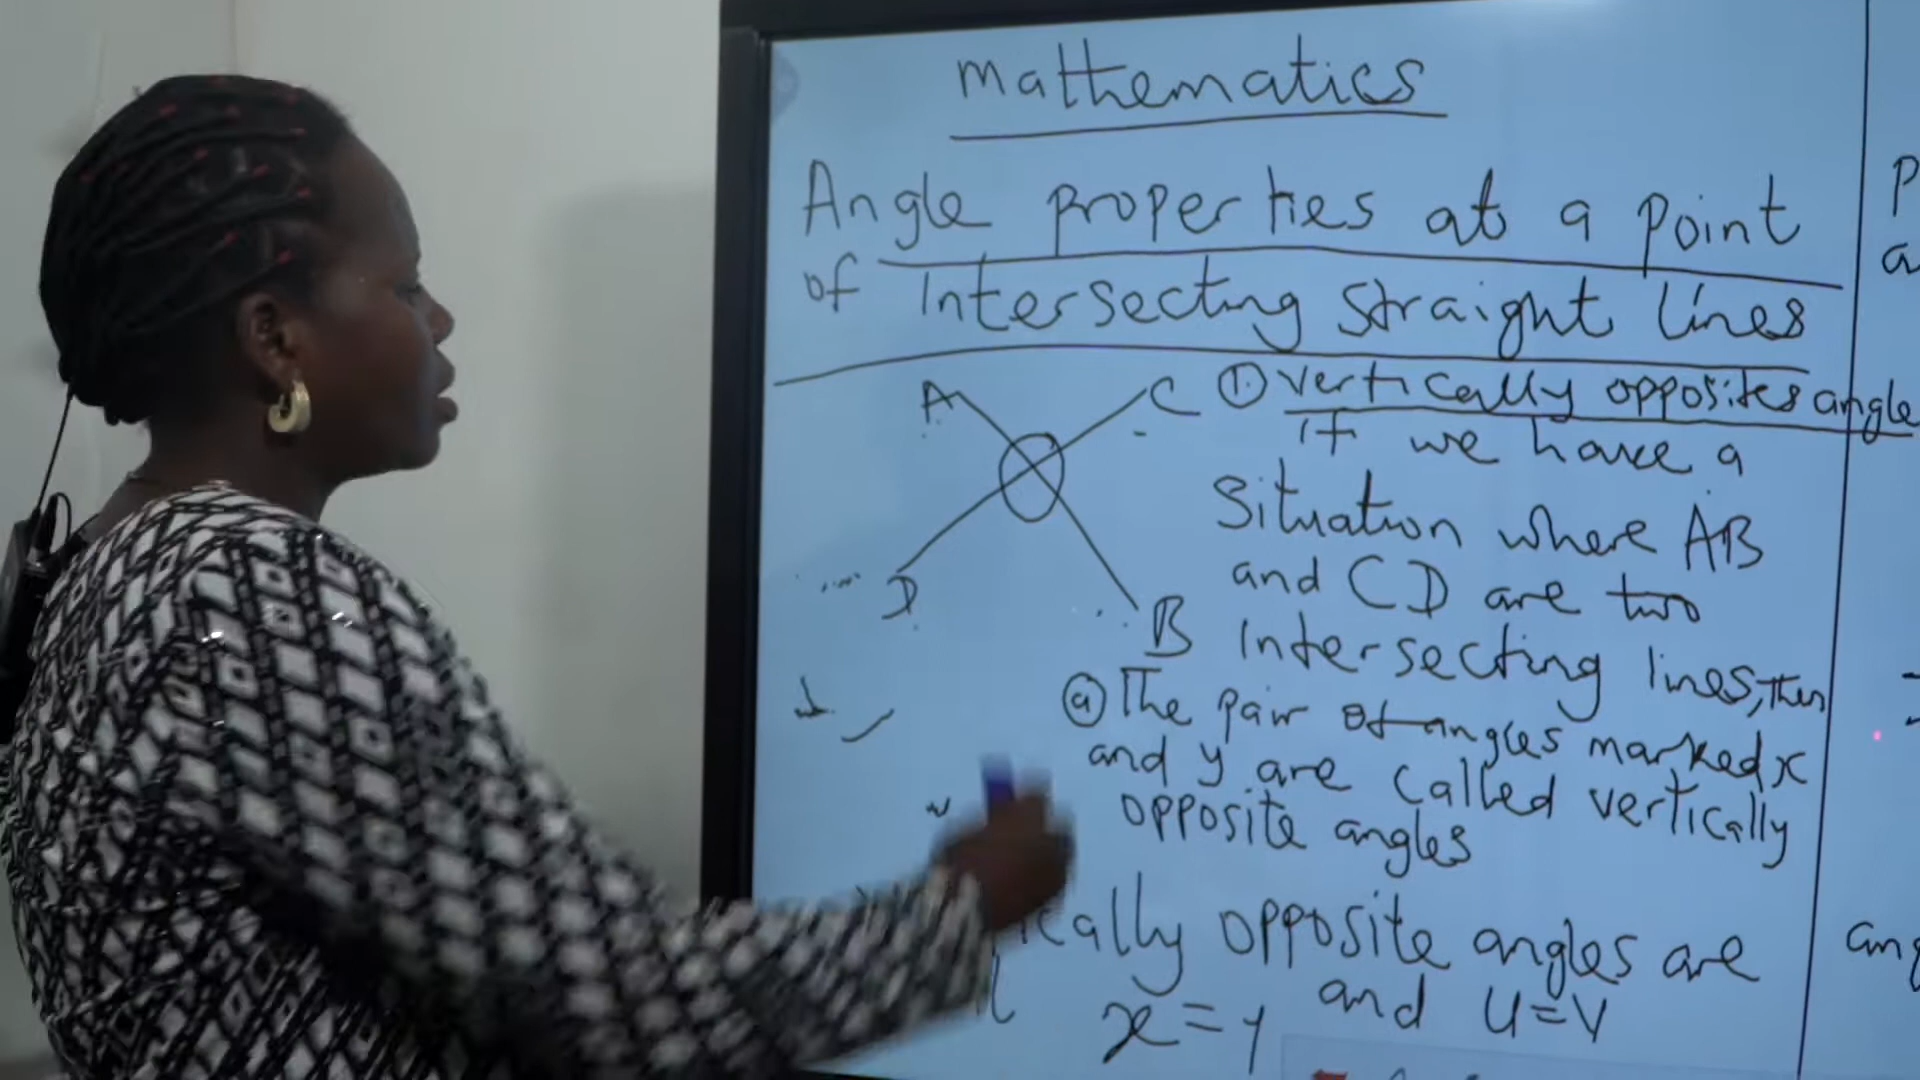 mathematics
Angle properties at a point
of Intersecting straight lines
A C
D B
① vertically opposites angle
If we have a
situation where AB
and CD are two
Intersecting lines, then
ⓐ The pair of angles marked x
and y are called vertically
opposite angles
opposite angles are
x = y and u = v